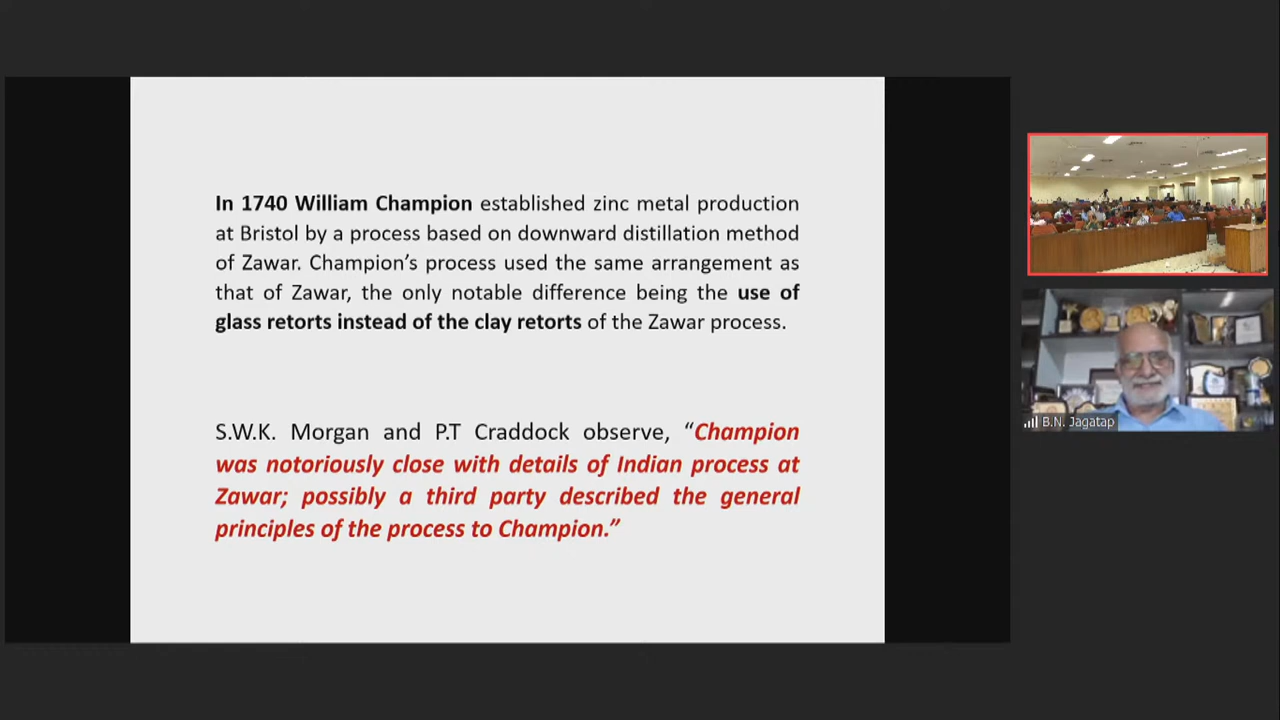 In 1740 William Champion established zinc metal production
at Bristol by a process based on downward distillation method
of Zawar. Champion’s process used the same arrangement as
that of Zawar, the only notable difference being the use of
glass retorts instead of the clay retorts of the Zawar process.
S.W.K. Morgan and P.T Craddock observe, “Champion
was notoriously close with details of Indian process at
Zawar; possibly a third party described the general
principles of the process to Champion.”
B.N. Jagatap